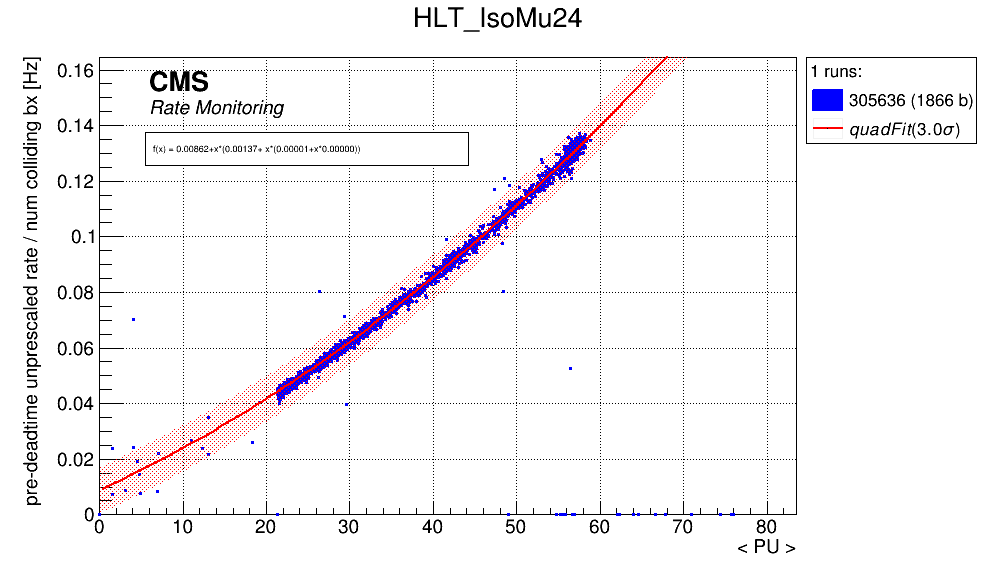 HLT_IsoMu24
pre-deadtime unprescaled rate / num colliding bx [Hz]
0.16
0.14
0.12
0.1
0.08
0.06
0.04
0.02
0
CMS
Rate Monitoring
f(x) = 0.00862+x*(0.00137+ x*(0.00001+x*0.00000))
1 runs:
305636 (1866 b)
quadFit(3.0σ)
0 10 20 30 40 50 60 70 80
< PU >